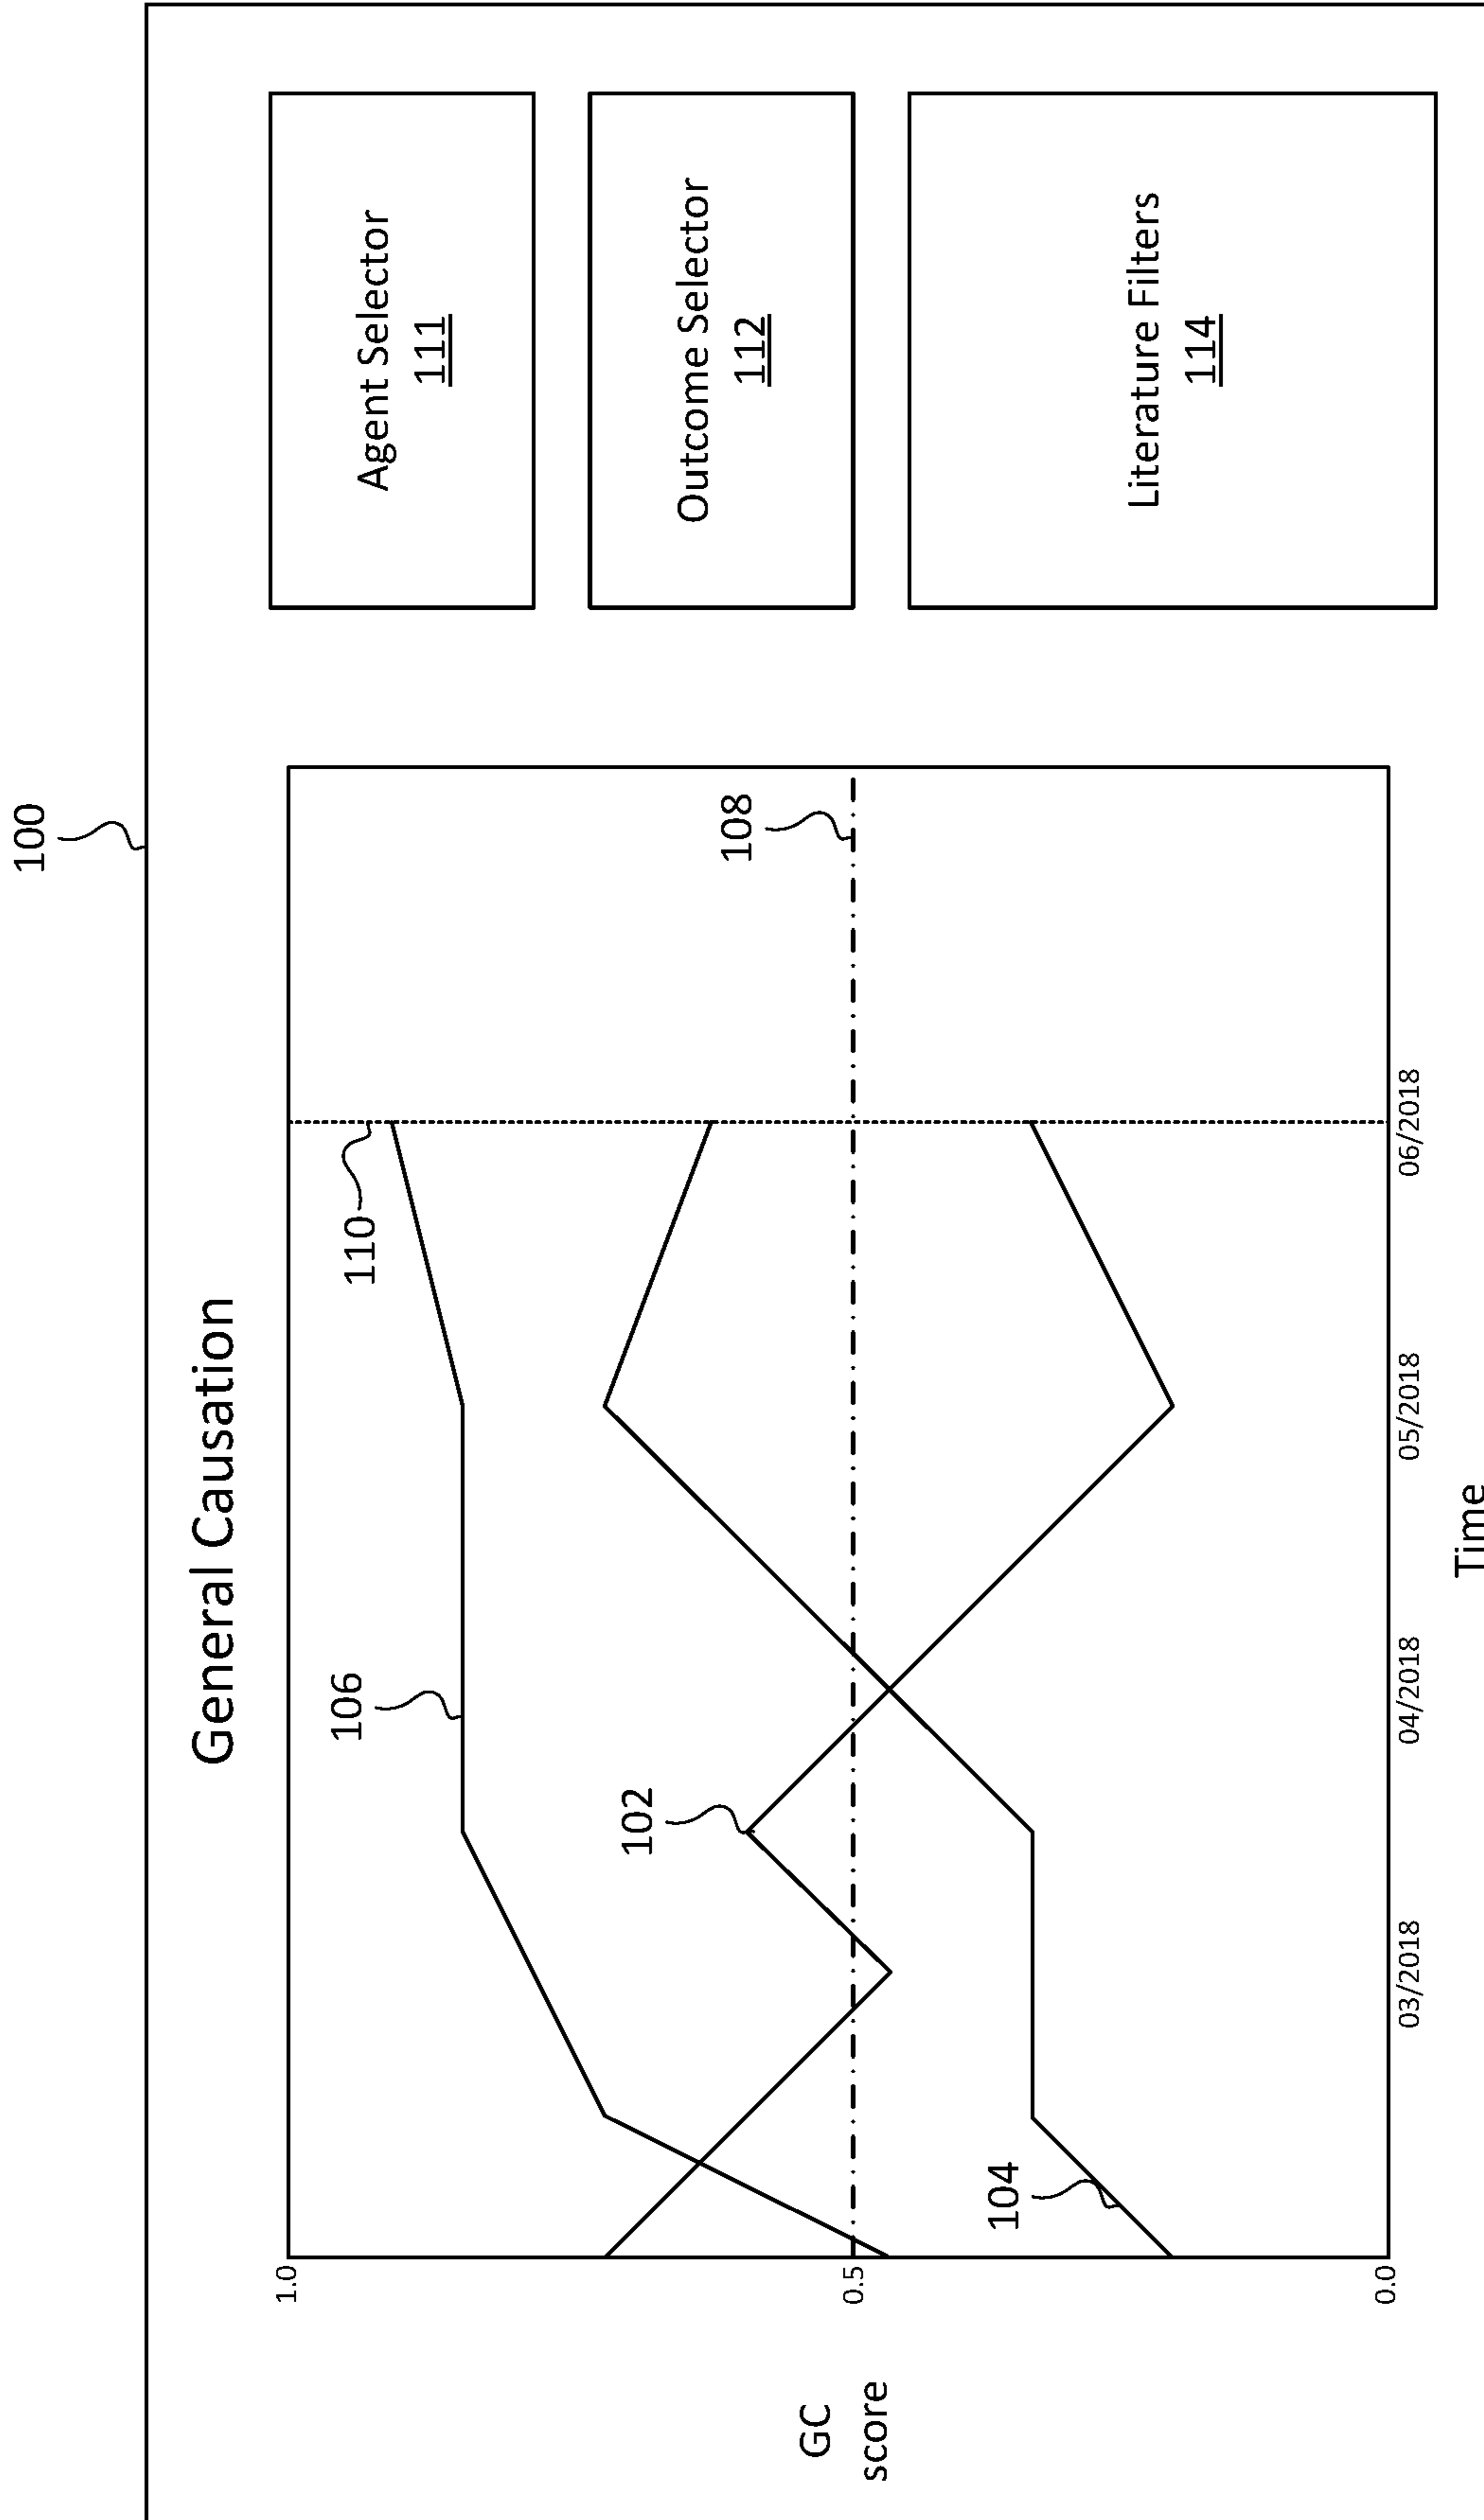 100
General Causation
GC
score
1.0
0.5
0.0
106
102
104
110
108
03/2018
04/2018
05/2018
06/2018
Time
Agent Selector
111
Outcome Selector
112
Literature Filters
114